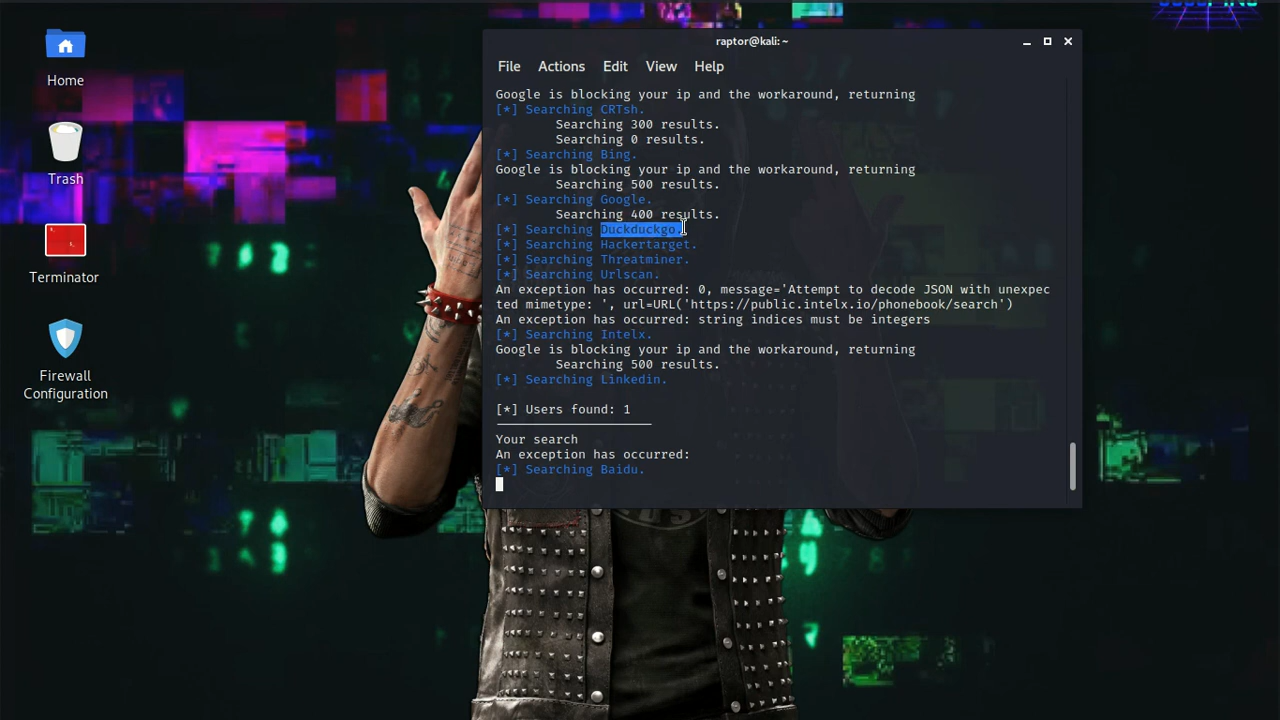 Home
Trash
Terminator
Firewall
Configuration
raptor@kali: ~
File Actions Edit View Help
Google is blocking your ip and the workaround, returning
[*] Searching CRTsh.
Searching 300 results.
Searching 0 results.
[*] Searching Bing.
Google is blocking your ip and the workaround, returning
Searching 500 results.
[*] Searching Google.
Searching 400 results.
[*] Searching Duckduckgo.
[*] Searching Hackertarget.
[*] Searching Threatminer.
[*] Searching Urlscan.
An exception has occurred: 0, message='Attempt to decode JSON with unexpec
ted mimetype: ', url=URL('https://public.intelx.io/phonebook/search')
An exception has occurred: string indices must be integers
[*] Searching Intelx.
Google is blocking your ip and the workaround, returning
Searching 500 results.
[*] Searching Linkedin.
[*] Users found: 1
Your search
An exception has occurred:
[*] Searching Baidu.